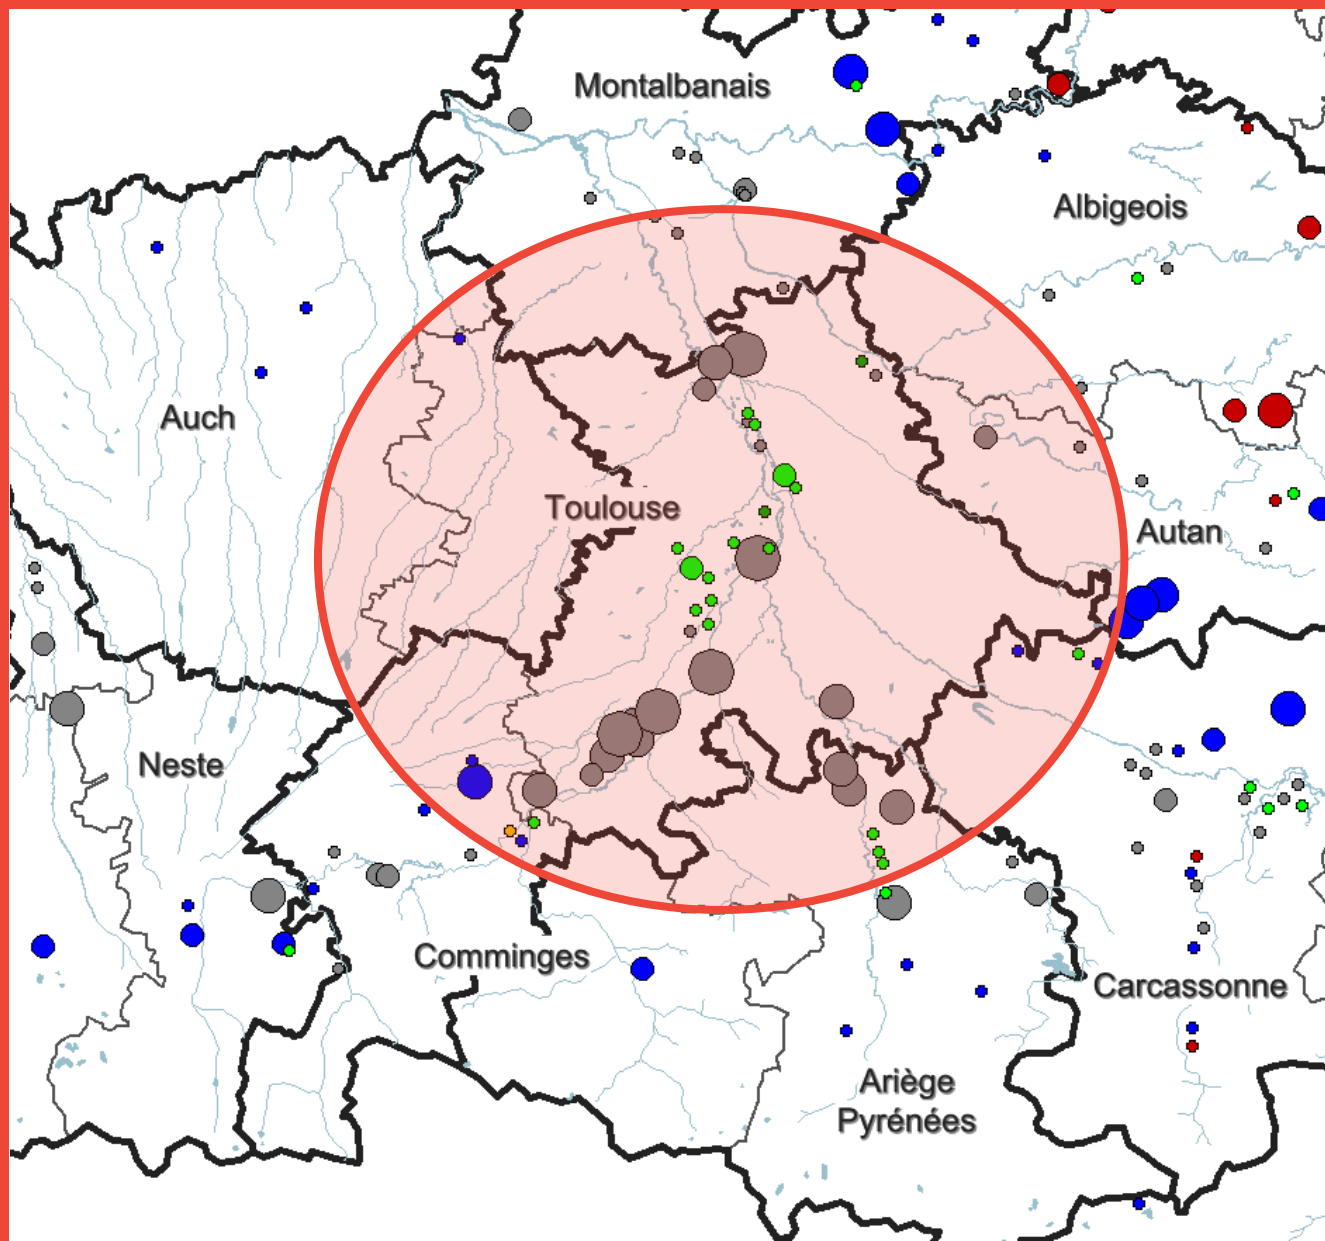 Montalbanais
Albigeois
Auch
Toulouse
Autan
Neste
Comminges
Carcassonne
Ariège
Pyrénées